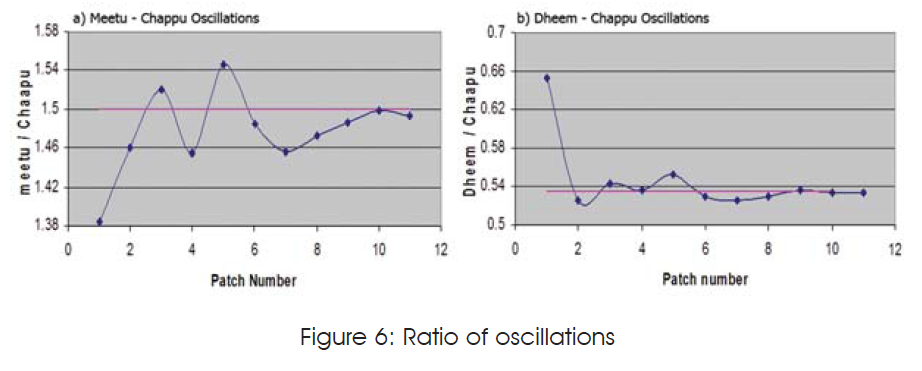 a) Meetu - Chappu Oscillations
1.58
1.54
1.5
1.46
1.42
1.38
meetu / Chaapu
0 2 4 6 8 10 12
Patch Number
b) Dheem - Chappu Oscillations
0.7
0.66
0.62
0.58
0.54
0.5
Dheem / Chaapu
0 2 4 6 8 10 12
Patch number
Figure 6: Ratio of oscillations